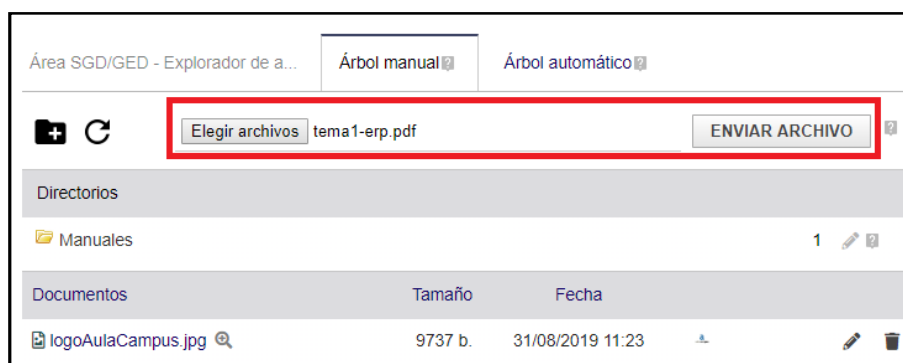 Área SGD/GED - Explorador de a... Árbol manual Árbol automático
Elegir archivos tema1-erp.pdf ENVIAR ARCHIVO
Directorios
Manuales 1
Documentos Tamaño Fecha
logoAulaCampus.jpg 9737 b. 31/08/2019 11:23